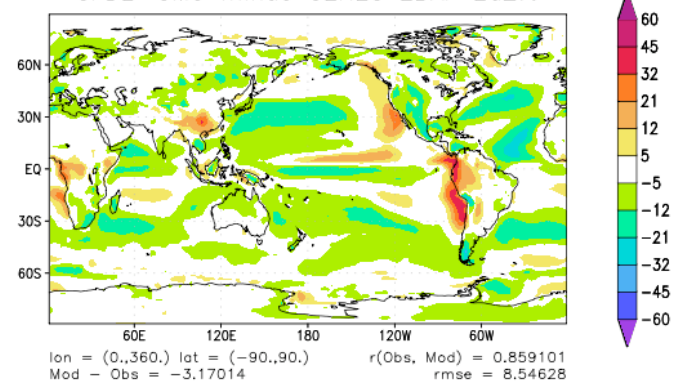 60
45
32
21
12
5
−5
−12
−21
−32
−45
−60
60N
30N
EQ
30S
60S
60E 120E 180 120W 60W
lon = (0.,360.) lat = (−90.,90.) r(Obs, Mod) = 0.859101
Mod − Obs = −3.17014 rmse = 8.54628